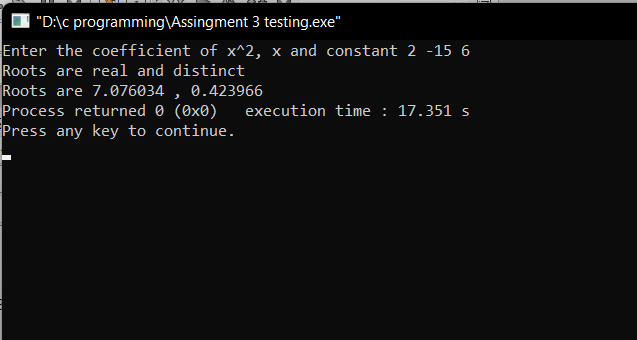 "D:\c programming\Assingment 3 testing.exe"
Enter the coefficient of x^2, x and constant 2 -15 6
Roots are real and distinct
Roots are 7.076034 , 0.423966
Process returned 0 (0x0)   execution time : 17.351 s
Press any key to continue.